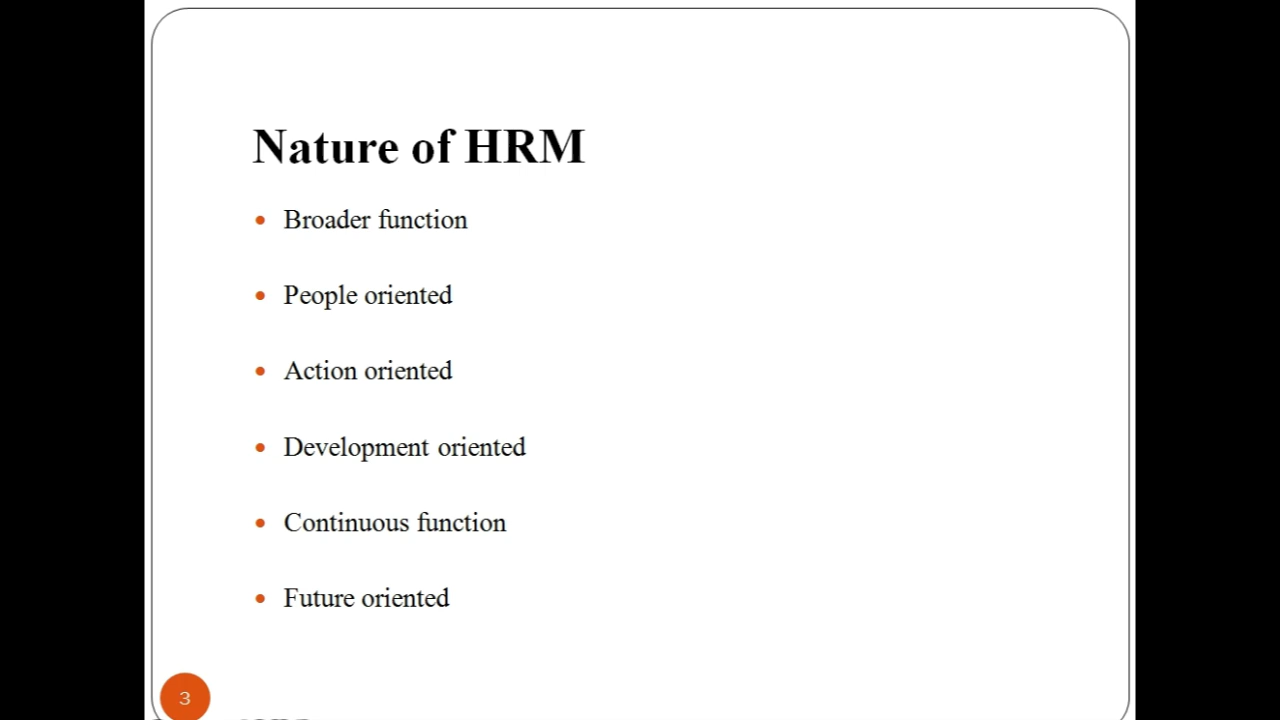 Nature of HRM
Broader function
People oriented
Action oriented
Development oriented
Continuous function
Future oriented
3